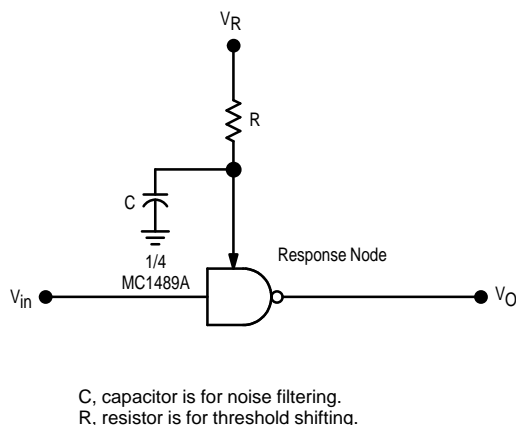 VR
R
C
1/4
MC1489A
Response Node
Vin
VO
C, capacitor is for noise filtering.
R, resistor is for threshold shifting.